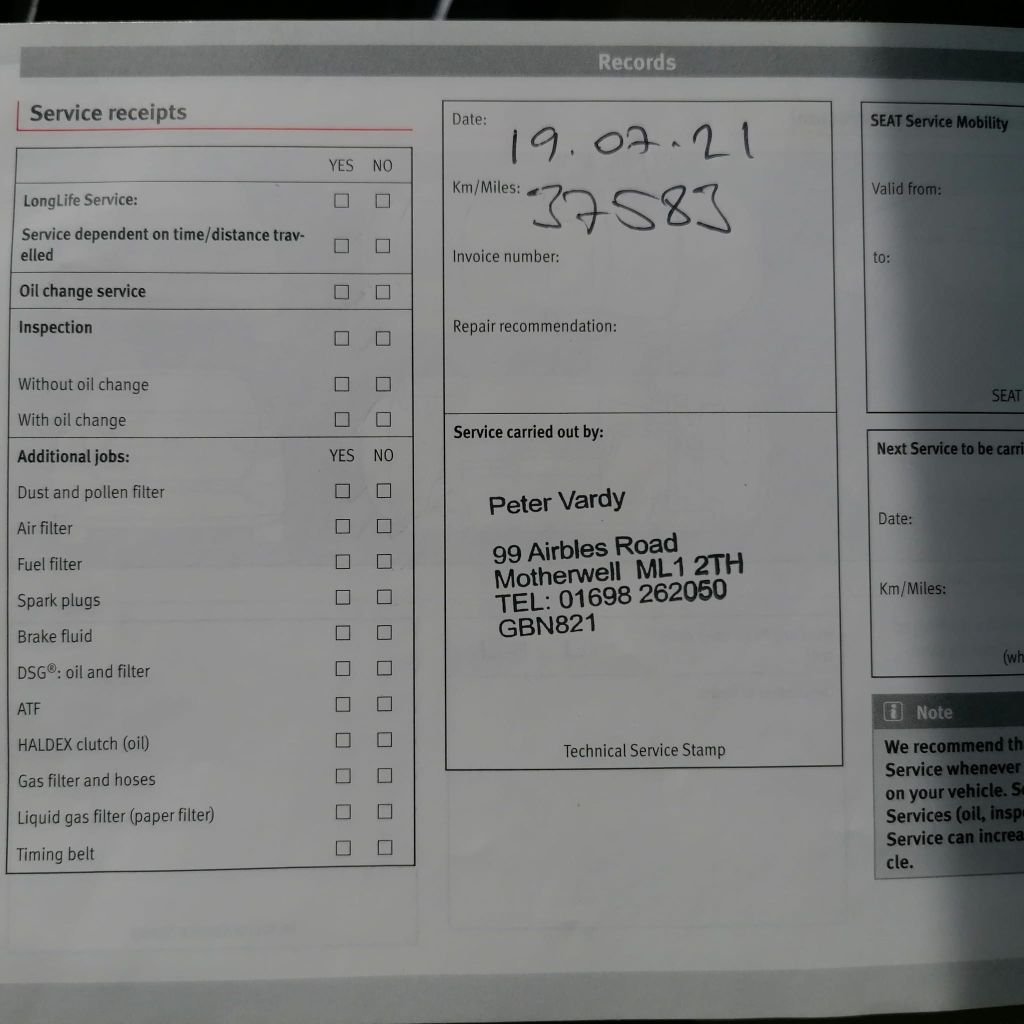 Records
Service receipts
YES NO
LongLife Service:
Service dependent on time/distance trav-
elled
Oil change service
Inspection
Without oil change
With oil change
Additional jobs: YES NO
Dust and pollen filter
Air filter
Fuel filter
Spark plugs
Brake fluid
DSG®: oil and filter
ATF
HALDEX clutch (oil)
Gas filter and hoses
Liquid gas filter (paper filter)
Timing belt
Date: 19.07.21
Km/Miles: 37583
Invoice number:
Repair recommendation:
Service carried out by:
Peter Vardy
99 Airbles Road
Motherwell ML1 2TH
TEL: 01698 262050
GBN821
Technical Service Stamp
SEAT Service Mobility
Valid from:
to:
SEAT
Next Service to be carri
Date:
Km/Miles:
(wh
i Note
We recommend th
Service whenever
on your vehicle. S
Services (oil, insp
Service can increa
cle.